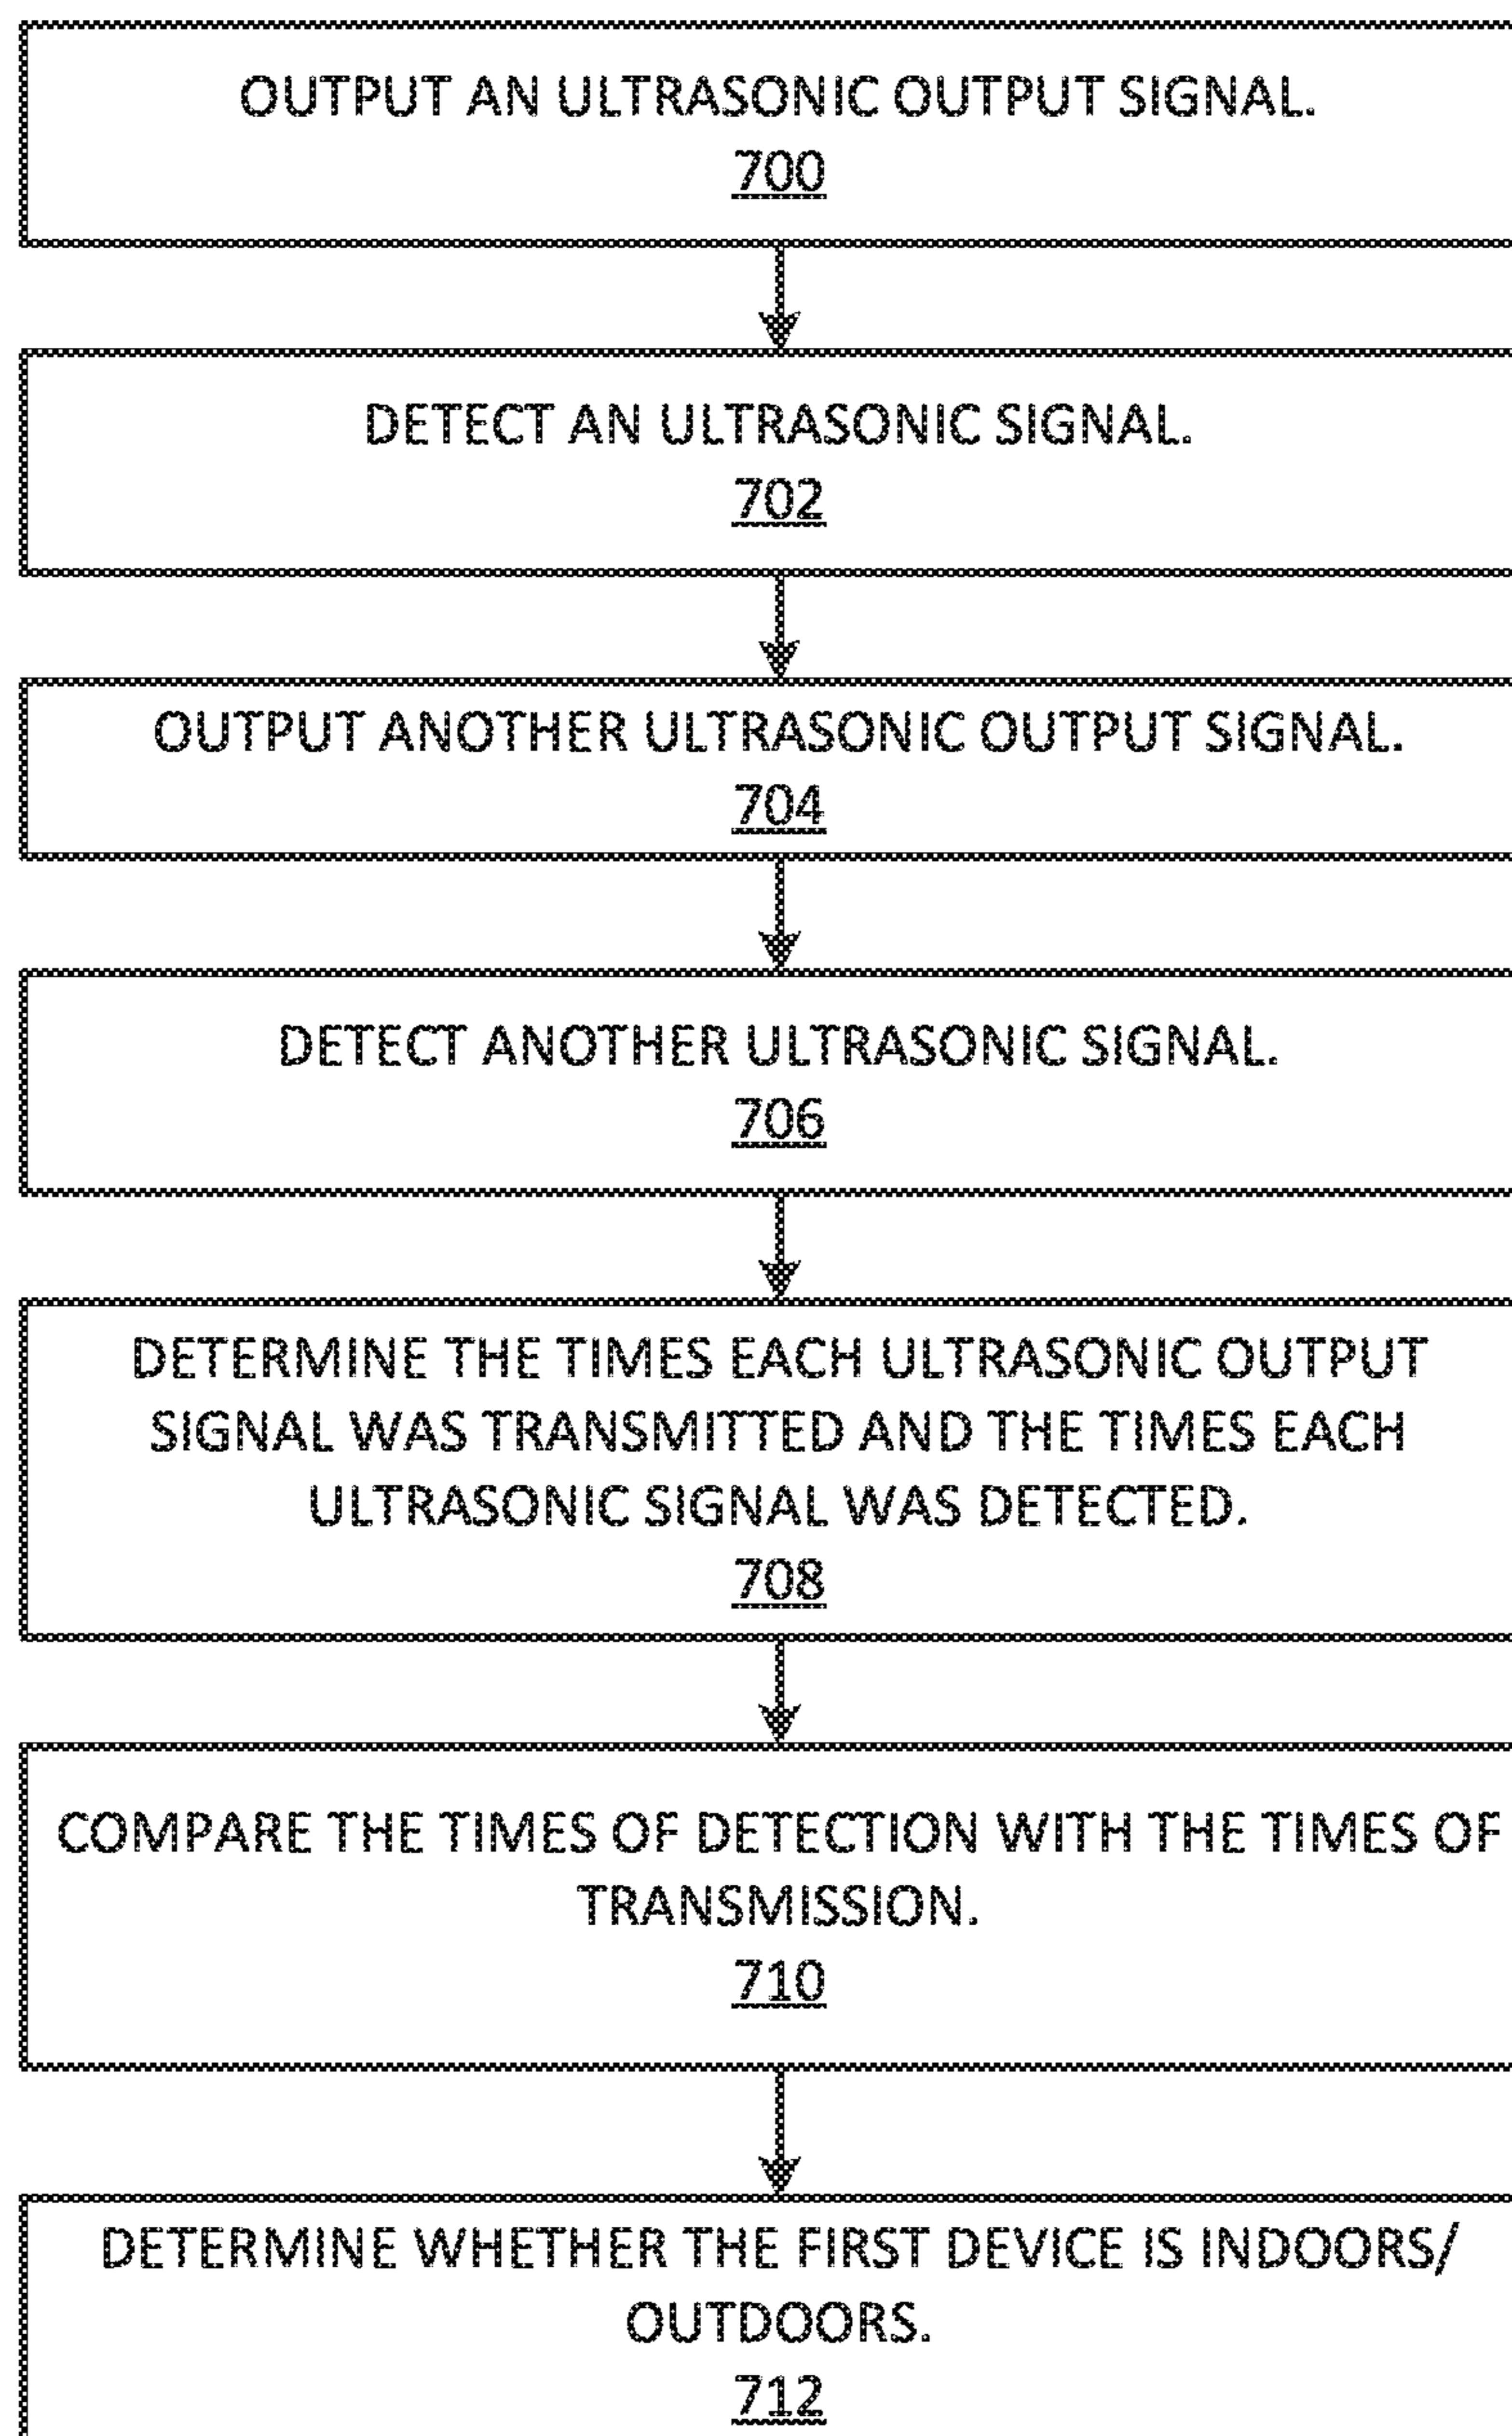 OUTPUT AN ULTRASONIC OUTPUT SIGNAL.
700
DETECT AN ULTRASONIC SIGNAL.
702
OUTPUT ANOTHER ULTRASONIC OUTPUT SIGNAL.
704
DETECT ANOTHER ULTRASONIC SIGNAL.
706
DETERMINE THE TIMES EACH ULTRASONIC OUTPUT
SIGNAL WAS TRANSMITTED AND THE TIMES EACH
ULTRASONIC SIGNAL WAS DETECTED.
708
COMPARE THE TIMES OF DETECTION WITH THE TIMES OF
TRANSMISSION.
710
DETERMINE WHETHER THE FIRST DEVICE IS INDOORS/
OUTDOORS.
712